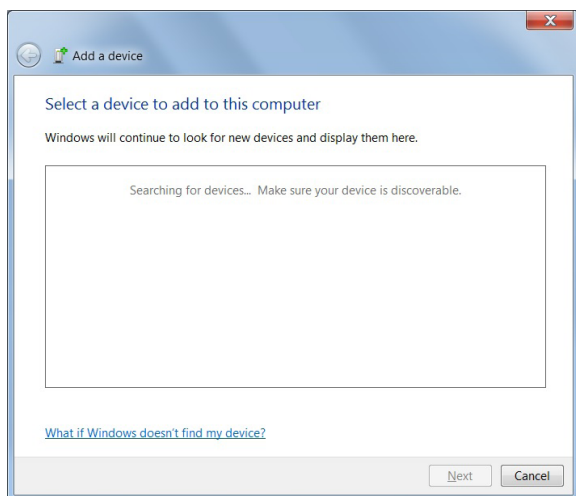 Add a device
Select a device to add to this computer
Windows will continue to look for new devices and display them here.
Searching for devices... Make sure your device is discoverable.
What if Windows doesn't find my device?
Next Cancel